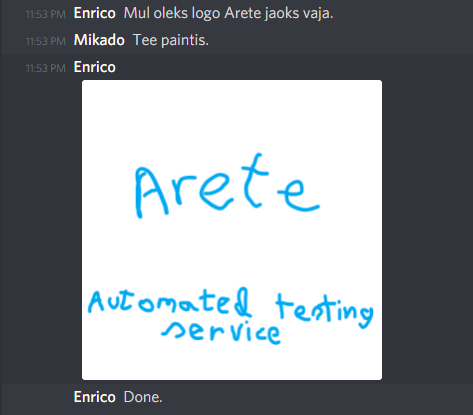 11:53 PM Enrico Mul oleks logo Arete jaoks vaja.
11:53 PM Mikado Tee paintis.
11:53 PM Enrico
Arete
Automated testing
service
Enrico Done.